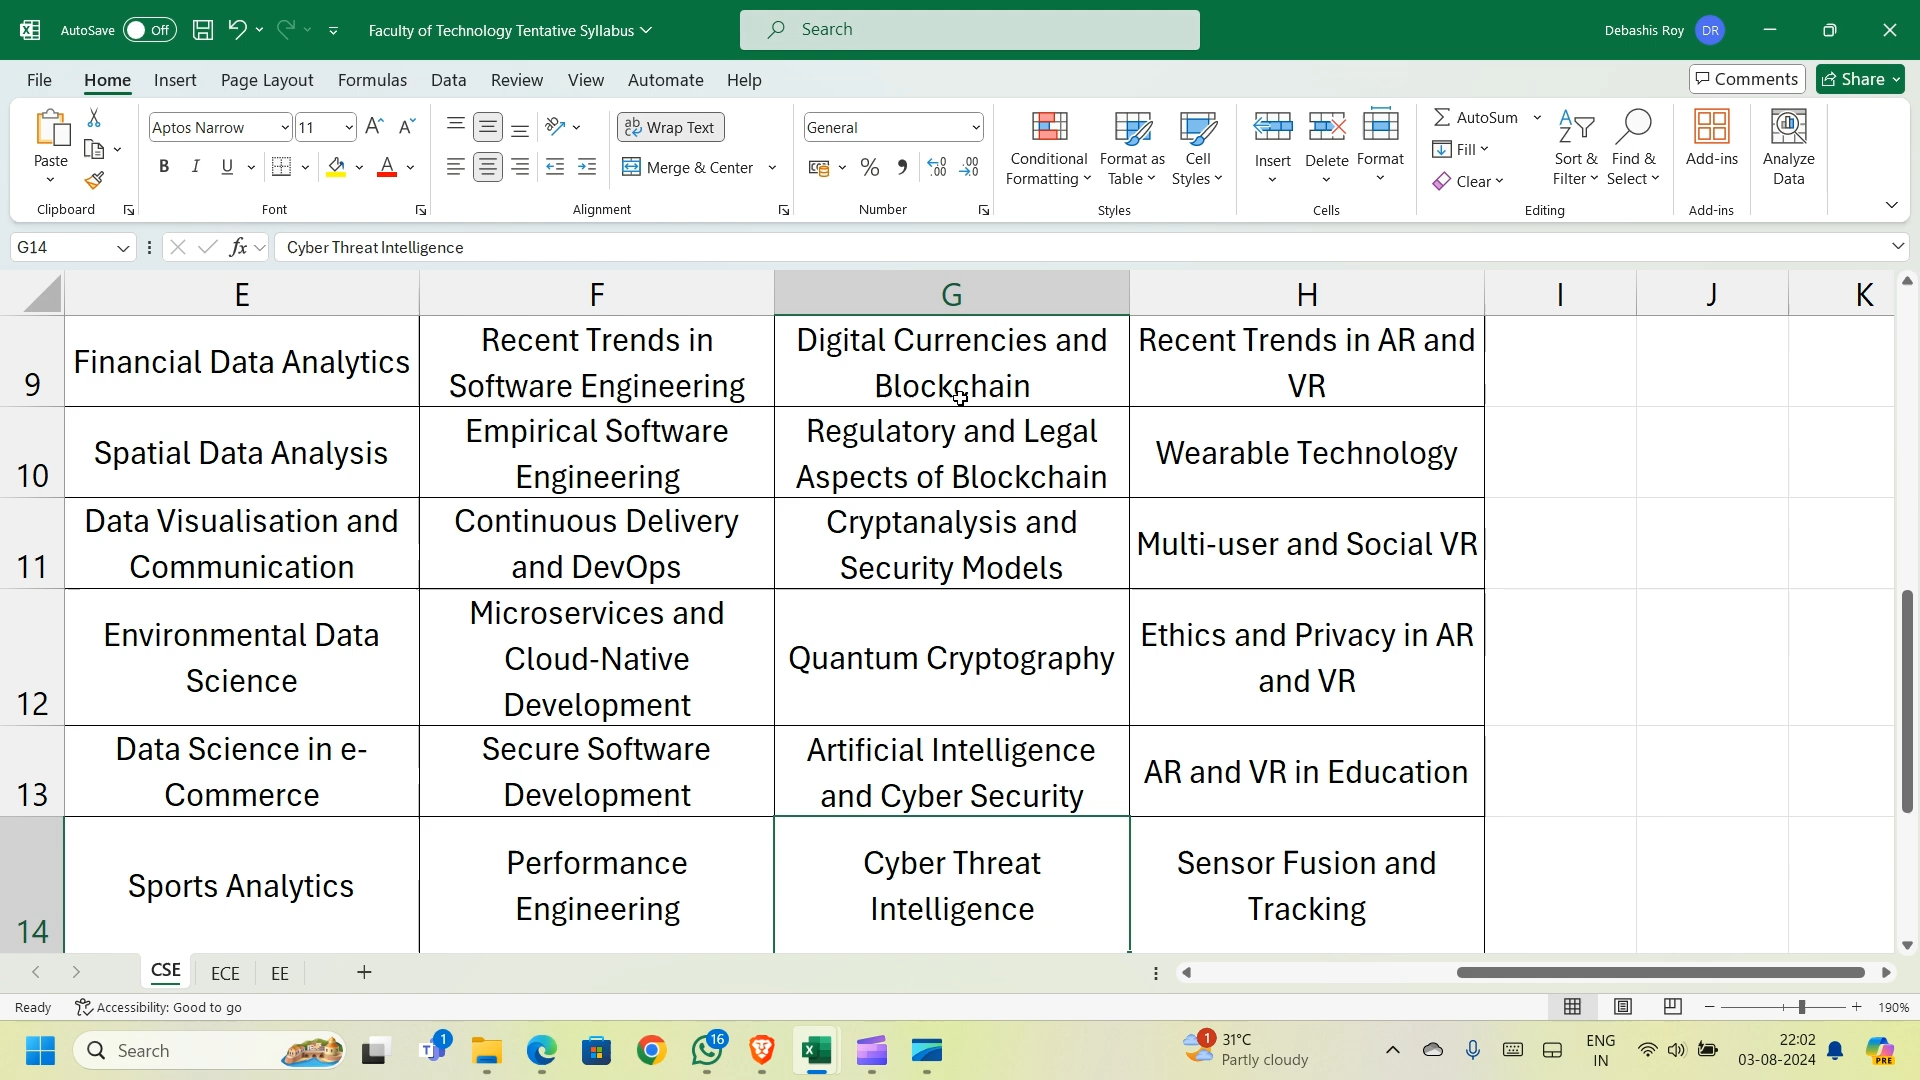 AutoSave Off Faculty of Technology Tentative Syllabus Search Debashis Roy DR
File Home Insert Page Layout Formulas Data Review View Automate Help Comments Share
Paste Aptos Narrow 11 Wrap Text General Conditional Formatting Format as Table Cell Styles Insert Delete Format AutoSum Fill Clear Sort & Filter Find & Select Add-ins Analyze Data
B I U A Merge & Center %
Clipboard Font Alignment Number Styles Cells Editing Add-ins
G14 fx Cyber Threat Intelligence
E F G H I J K
9
Financial Data Analytics
Recent Trends in
Software Engineering
Digital Currencies and
Blockchain
Recent Trends in AR and
VR
10
Spatial Data Analysis
Empirical Software
Engineering
Regulatory and Legal
Aspects of Blockchain
Wearable Technology
11
Data Visualisation and
Communication
Continuous Delivery
and DevOps
Cryptanalysis and
Security Models
Multi-user and Social VR
12
Environmental Data
Science
Microservices and
Cloud-Native
Development
Quantum Cryptography
Ethics and Privacy in AR
and VR
13
Data Science in e-
Commerce
Secure Software
Development
Artificial Intelligence
and Cyber Security
AR and VR in Education
14
Sports Analytics
Performance
Engineering
Cyber Threat
Intelligence
Sensor Fusion and
Tracking
CSE ECE EE
Ready Accessibility: Good to go 190%
Search 1 16 1 31°C Partly cloudy ENG IN 22:02 03-08-2024 PRE